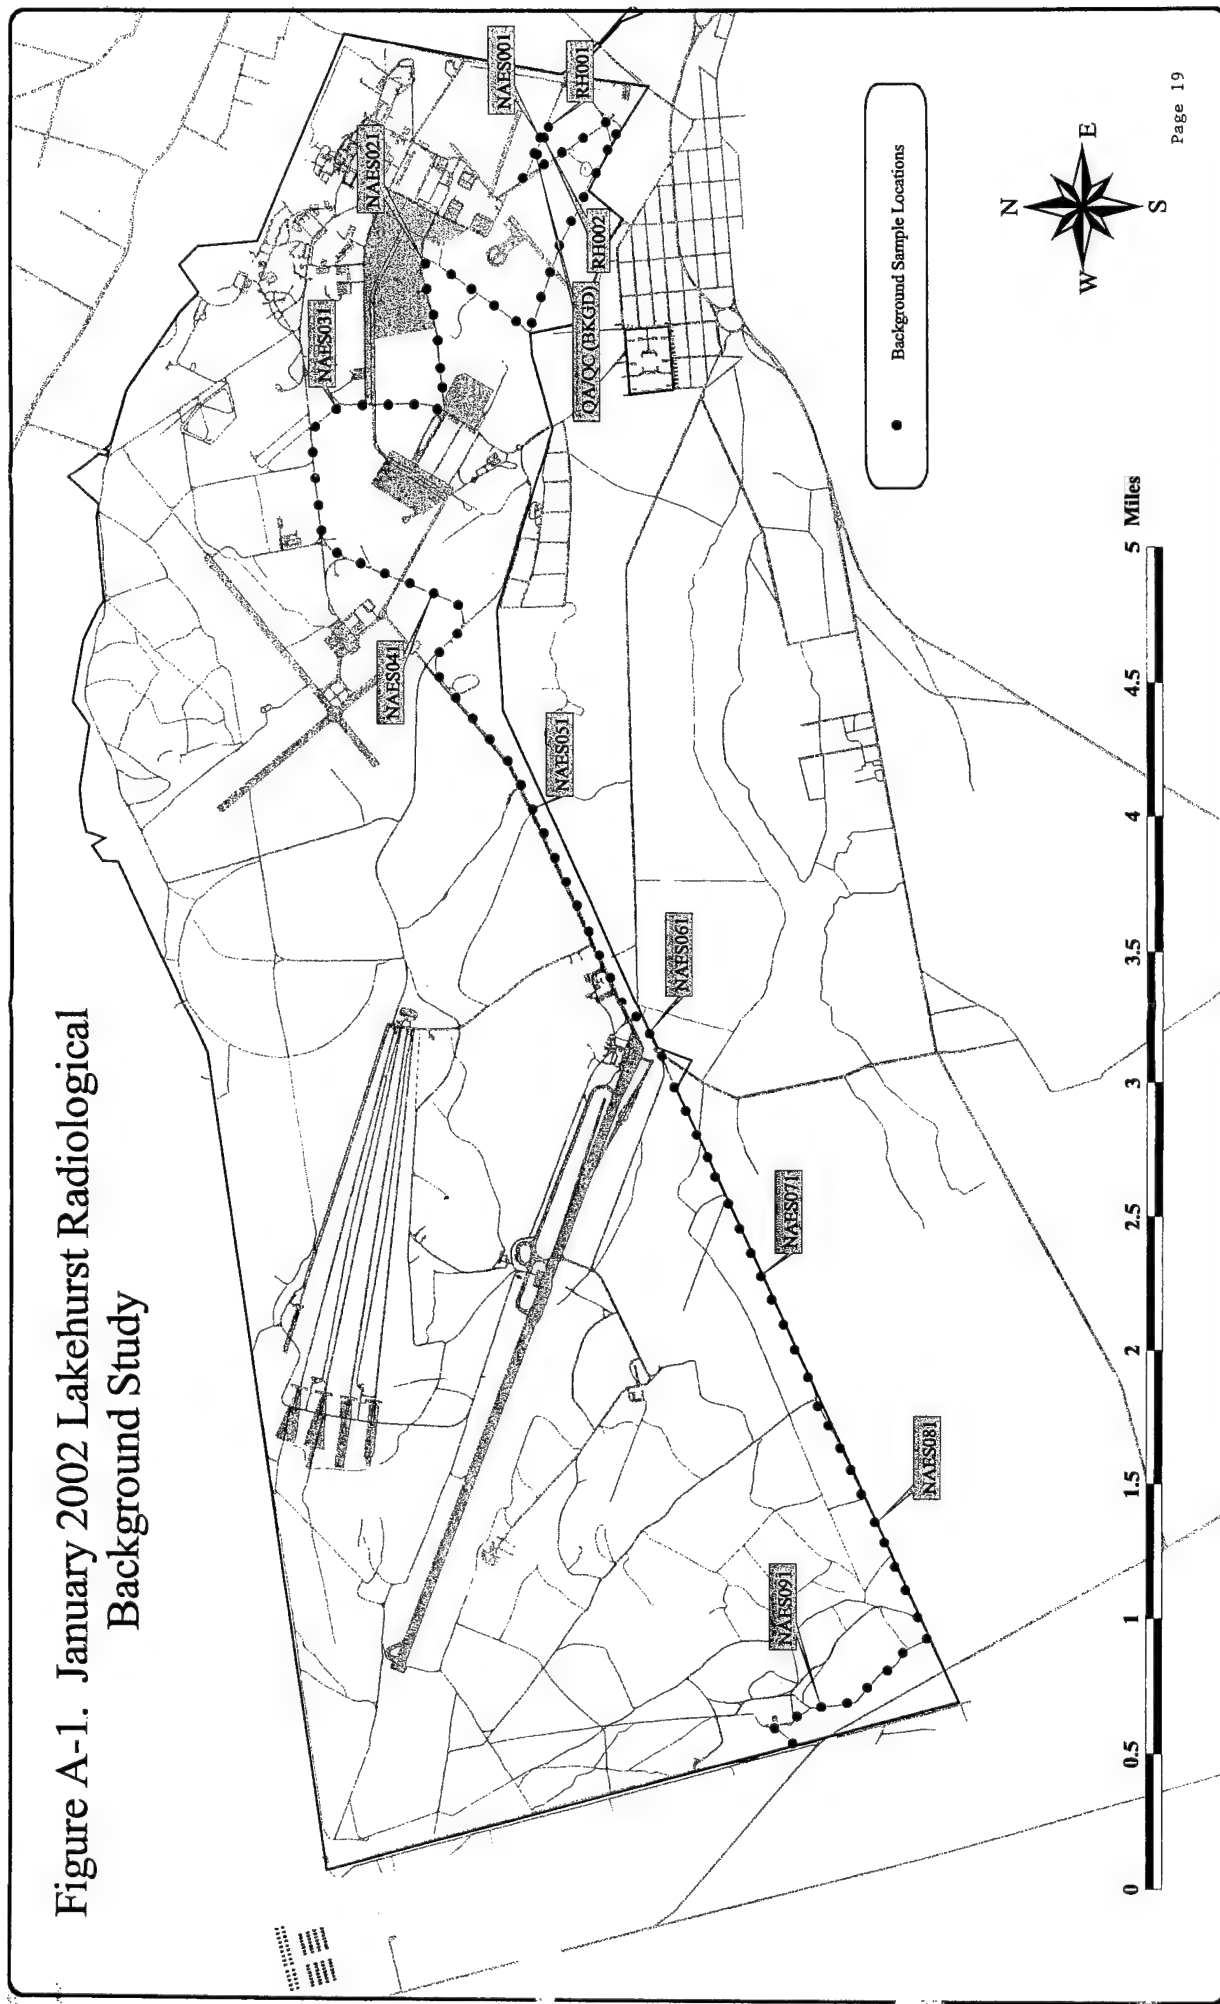 Figure A-1. January 2002 Lakehurst Radiological
Background Study
NAES001
RH001
NAES021
RH002
QA/QC (BKGD)
NAES031
NAES041
NAES051
NAES061
NAES071
NAES081
NAES091
Background Sample Locations
N
E
S
W
0 0.5 1 1.5 2 2.5 3 3.5 4 4.5 5 Miles
Page 19